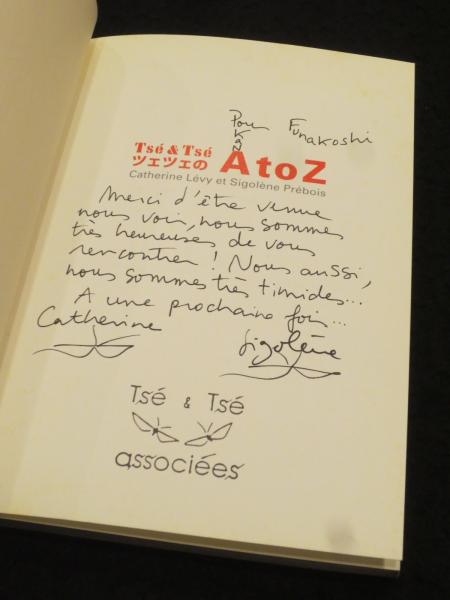 Pour Funakoshi
Tsé & Tsé
ツェツェの A to Z
Catherine Lévy et Sigolène Prébois
Merci d'être venue
nous voir, nous sommes
très heureuses de vous
rencontrer ! Nous aussi,
nous sommes très timides...
A une prochaine fois...
Catherine Sigolène
Tsé & Tsé
associées